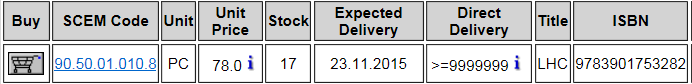 Buy SCEM Code Unit Unit Price Stock Expected Delivery Direct Delivery Title ISBN
90.50.01.010.8 PC 78.0 i 17 23.11.2015 >=9999999 i LHC 9783901753282